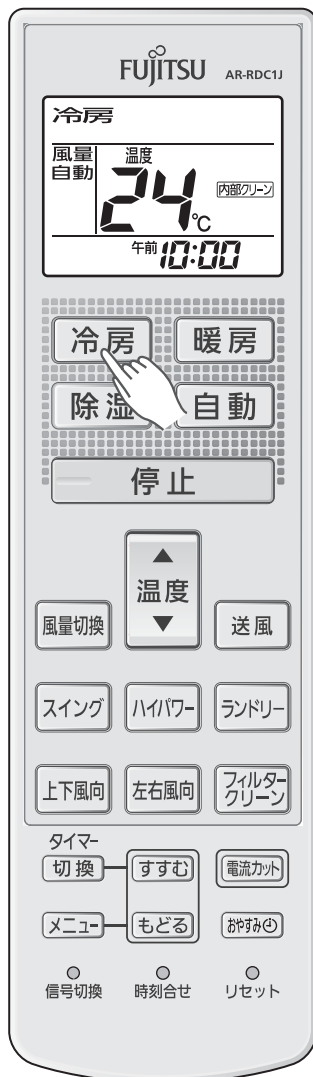 FUJITSU AR-RDC1J
冷房
風量 温度
自動 24℃ 内部クリーン
午前10:00
冷房 暖房
除湿 自動
停止
▲
温度
▼
風量切換 送風
スイング ハイパワー ランドリー
上下風向 左右風向 フィルター
クリーン
タイマー
切換 すすむ 電流カット
メニュー もどる おやすみ
信号切換 時刻合せ リセット